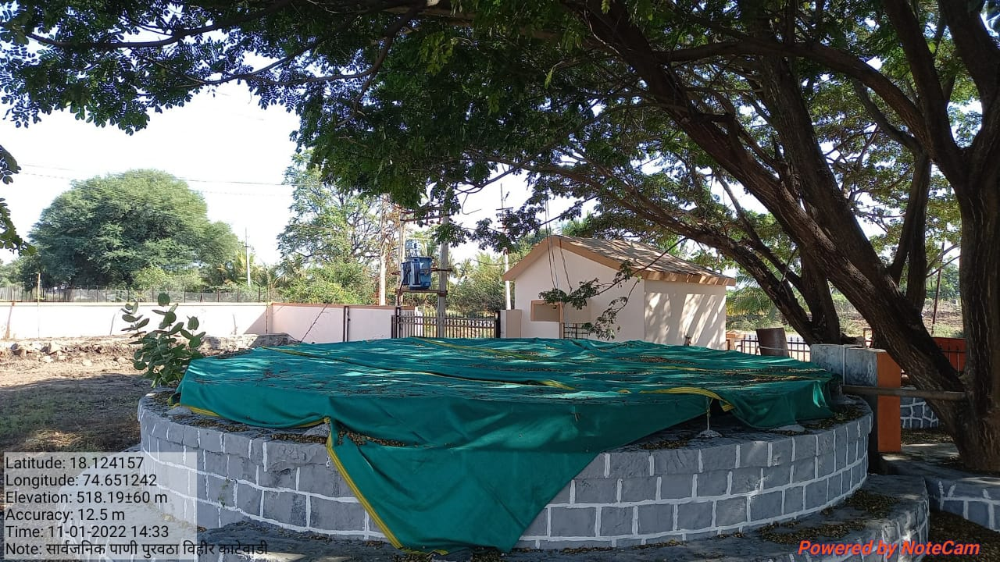 Latitude: 18.124157
Longitude: 74.651242
Elevation: 518.19±60 m
Accuracy: 12.5 m
Time: 11-01-2022 14:33
Note: सार्वजनिक पाणी पुरवठा विहीर काटेवाडी
Powered by NoteCam